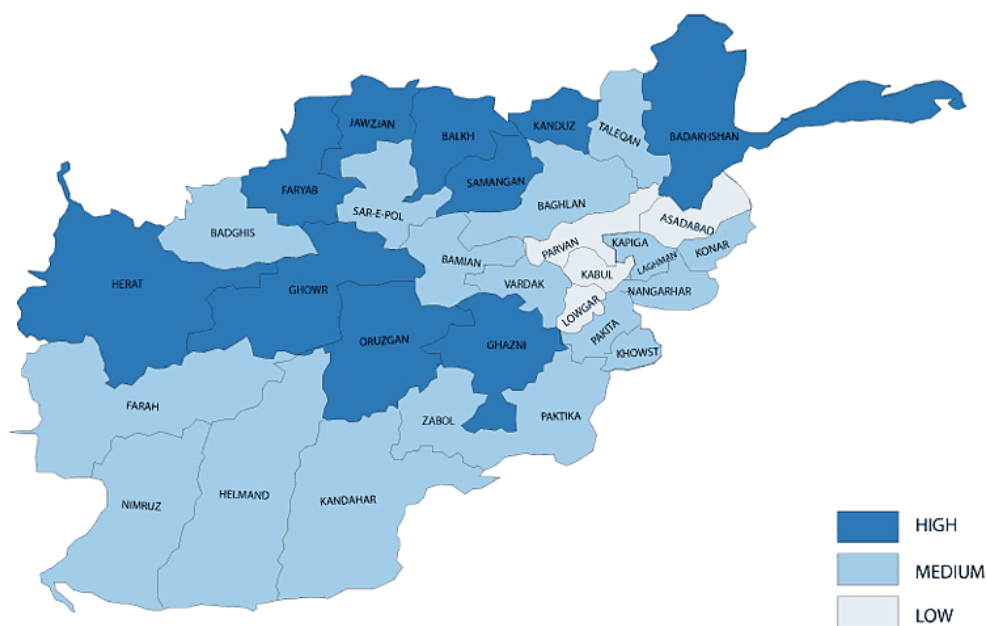 JAWZJAN
BALKH
KANDUZ
TALEQAN
BADAKHSHAN
FARYAB
SAMANGAN
SAR-E-POL
BAGHLAN
ASADABAD
BADGHIS
PARVAN
KAPIGA
KONAR
BAMIAN
LAGHMAN
KABUL
HERAT
GHOWR
VARDAK
NANGARHAR
LOWGAR
ORUZGAN
GHAZNI
PAKITA
KHOWST
FARAH
ZABOL
PAKTIKA
NIMRUZ
HELMAND
KANDAHAR
HIGH
MEDIUM
LOW